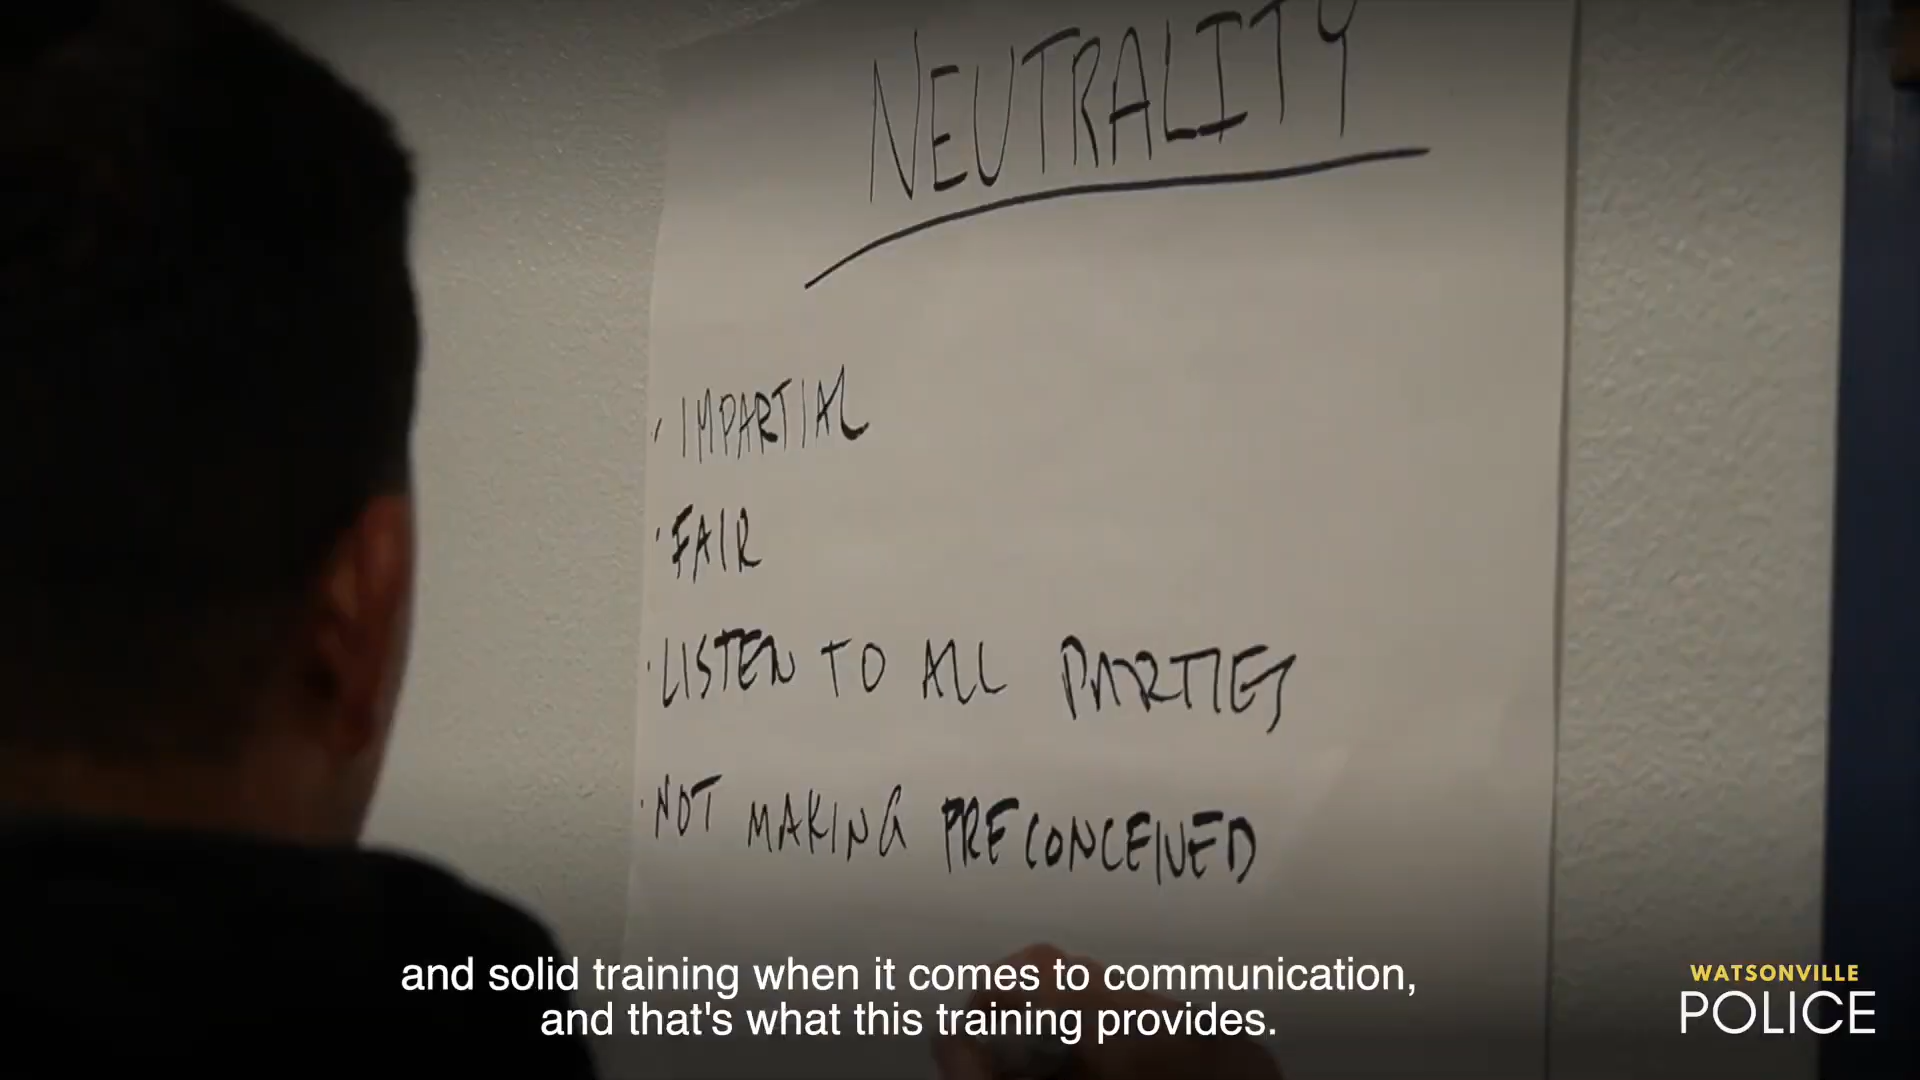 NEUTRALITY
· IMPARTIAL
· FAIR
· LISTEN TO ALL PARTIES
· NOT MAKING PRECONCEIVED
and solid training when it comes to communication,
and that's what this training provides.
WATSONVILLE
POLICE